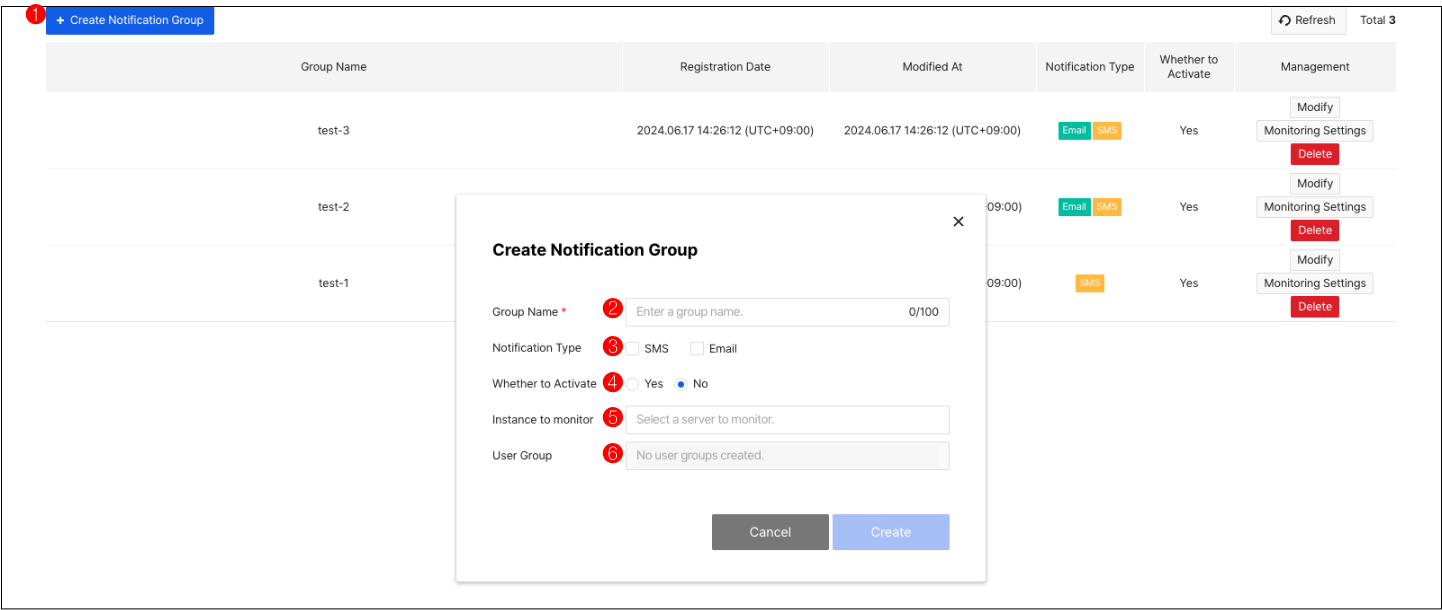 1 + Create Notification Group Refresh Total 3
Group Name Registration Date Modified At Notification Type Whether to Activate Management
test-3 2024.06.17 14:26:12 (UTC+09:00) 2024.06.17 14:26:12 (UTC+09:00) Email SMS Yes Modify
Monitoring Settings
Delete
test-2 09:00) Email SMS Yes Modify
Monitoring Settings
Delete
test-1 09:00) SMS Yes Modify
Monitoring Settings
Delete
Create Notification Group
Group Name * 2 Enter a group name. 0/100
Notification Type 3 SMS Email
Whether to Activate 4 Yes No
Instance to monitor 5 Select a server to monitor.
User Group 6 No user groups created.
Cancel Create